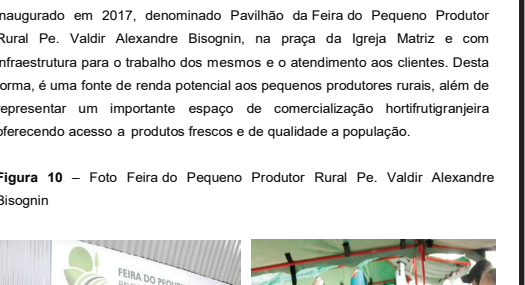 inaugurado em 2017, denominado Pavilhão da Feira do Pequeno Produtor
Rural Pe. Valdir Alexandre Bisognin, na praça da Igreja Matriz e com
infraestrutura para o trabalho dos mesmos e o atendimento aos clientes. Desta
forma, é uma fonte de renda potencial aos pequenos produtores rurais, além de
representar um importante espaço de comercialização hortifrutigranjeira
oferecendo acesso a produtos frescos e de qualidade a população.
Figura 10 – Foto Feira do Pequeno Produtor Rural Pe. Valdir Alexandre
Bisognin
FEIRA DO